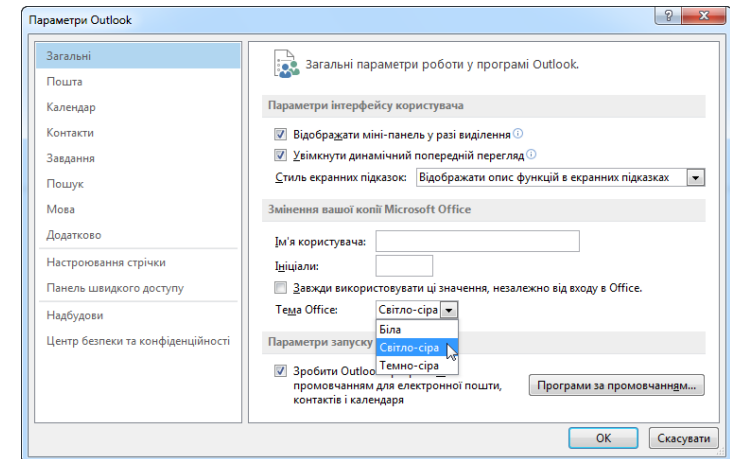 Параметри Outlook
Загальні
Пошта
Календар
Контакти
Завдання
Пошук
Мова
Додатково
Настроювання стрічки
Панель швидкого доступу
Надбудови
Центр безпеки та конфіденційності
Загальні параметри роботи у програмі Outlook.
Параметри інтерфейсу користувача
Відображати міні-панель у разі виділення
Увімкнути динамічний попередній перегляд
Стиль екранних підказок: Відображати опис функцій в екранних підказках
Змінення вашої копії Microsoft Office
Ім'я користувача:
Ініціали:
Завжди використовувати ці значення, незалежно від входу в Office.
Тема Office: Світло-сіра
Біла
Світло-сіра
Темно-сіра
Параметри запуску
Зробити Outloo
промовчанням для електронної пошти,
контактів і календаря
Програми за промовчанням...
ОК
Скасувати